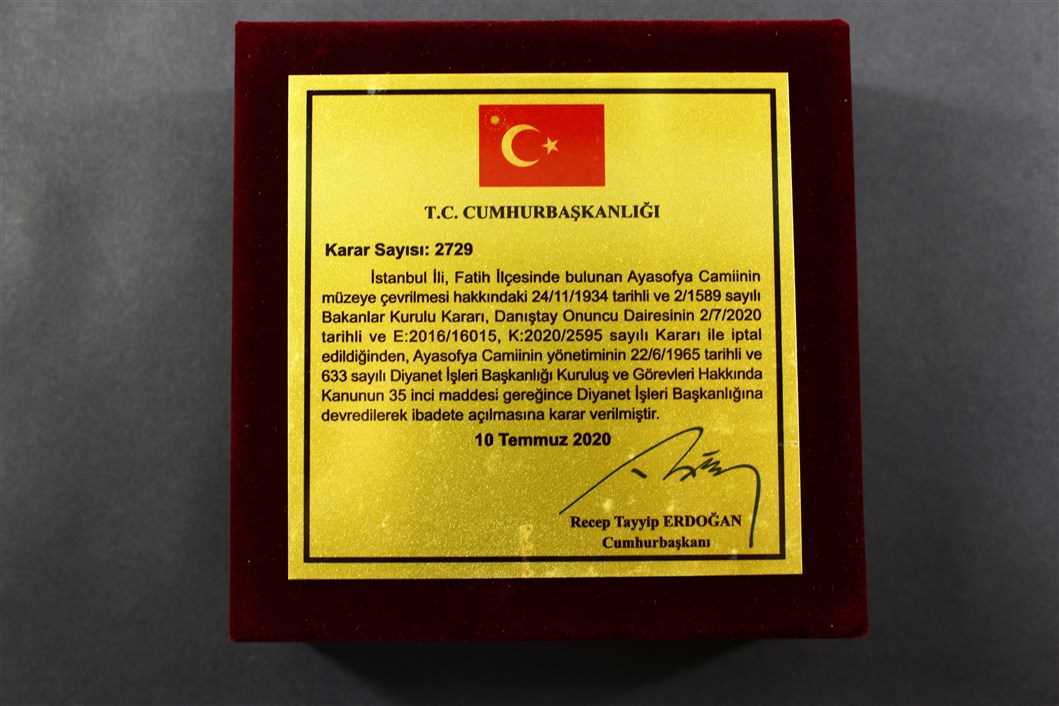 T.C. CUMHURBAŞKANLIĞI
Karar Sayısı: 2729
İstanbul İli, Fatih İlçesinde bulunan Ayasofya Camiinin
müzeye çevrilmesi hakkındaki 24/11/1934 tarihli ve 2/1589 sayılı
Bakanlar Kurulu Kararı, Danıştay Onuncu Dairesinin 2/7/2020
tarihli ve E:2016/16015, K:2020/2595 sayılı Kararı ile iptal
edildiğinden, Ayasofya Camiinin yönetiminin 22/6/1965 tarihli ve
633 sayılı Diyanet İşleri Başkanlığı Kuruluş ve Görevleri Hakkında
Kanunun 35 inci maddesi gereğince Diyanet İşleri Başkanlığına
devredilerek ibadete açılmasına karar verilmiştir.
10 Temmuz 2020
Recep Tayyip ERDOĞAN
Cumhurbaşkanı